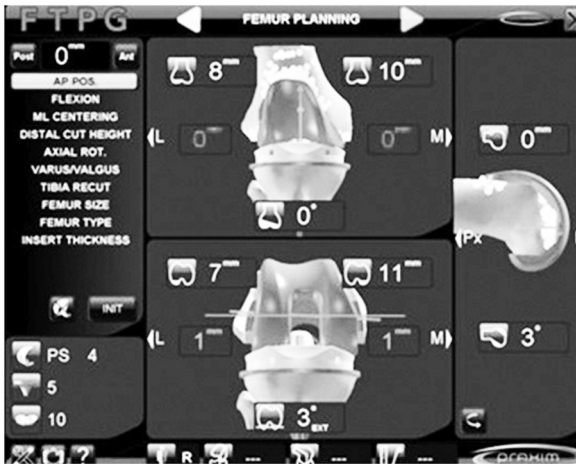 F T P G
FEMUR PLANNING
Post 0mm Ant
AP POS.
FLEXION
ML CENTERING
DISTAL CUT HEIGHT
AXIAL ROT.
VARUS/VALGUS
TIBIA RECUT
FEMUR SIZE
FEMUR TYPE
INSERT THICKNESS
INIT
PS 4
5
10
8mm 10mm
L 0mm 0mm M
0°
7mm 11mm
L 1mm 1mm M
3° EXT
0mm
Px
3°
? R --- --- ---
PRAXIM